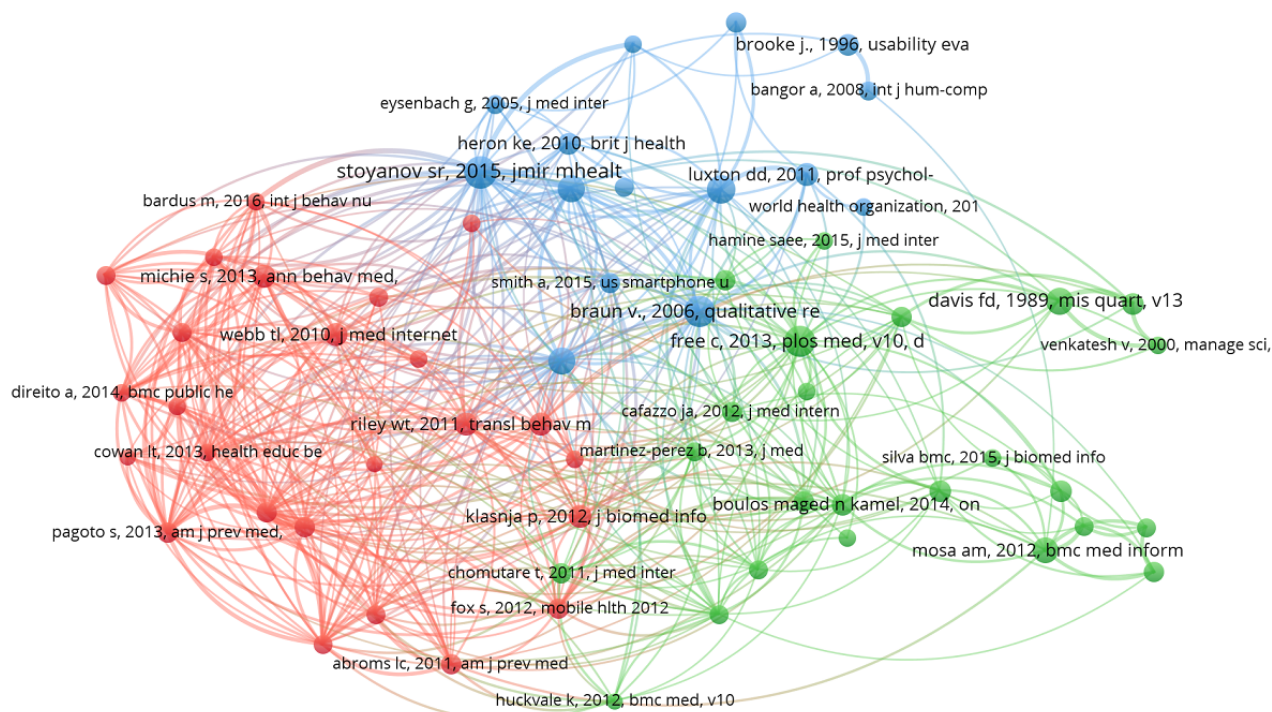 brooke j., 1996, usability eva
bangor a, 2008, int j hum-comp
eysenbach g, 2005, j med inter
heron ke, 2010, brit j health
stoyanov sr, 2015, jmir mhealt
luxton dd, 2011, prof psychol-
bardus m, 2016, int j behav nu
world health organization, 201
hamine saee, 2015, j med inter
michie s, 2013, ann behav med,
smith a, 2015, us smartphone u
davis fd, 1989, mis quart, v13
braun v., 2006, qualitative re
webb tl, 2010, j med internet
free c, 2013, plos med, v10, d
venkatesh v, 2000, manage sci,
direito a, 2014, bmc public he
cafazzo ja, 2012, j med intern
riley wt, 2011, transl behav m
cowan lt, 2013, health educ be
martinez-perez b, 2013, j med
silva bmc, 2015, j biomed info
boulos maged n kamel, 2014, on
klasnja p, 2012, j biomed info
pagoto s, 2013, am j prev med,
mosa am, 2012, bmc med inform
chomutare t, 2011, j med inter
fox s, 2012, mobile hlth 2012
abroms lc, 2011, am j prev med
huckvale k, 2012, bmc med, v10